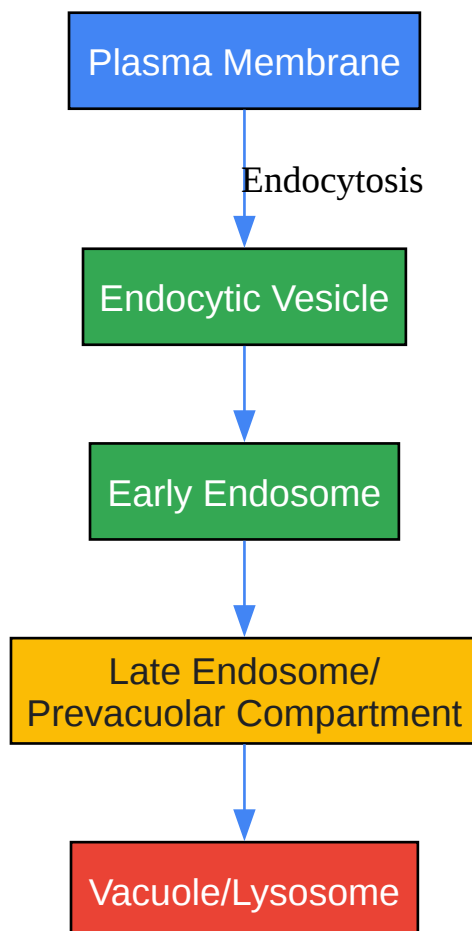 Plasma Membrane
Endocytosis
Endocytic Vesicle
Early Endosome
Late Endosome/
Prevacuolar Compartment
Vacuole/Lysosome